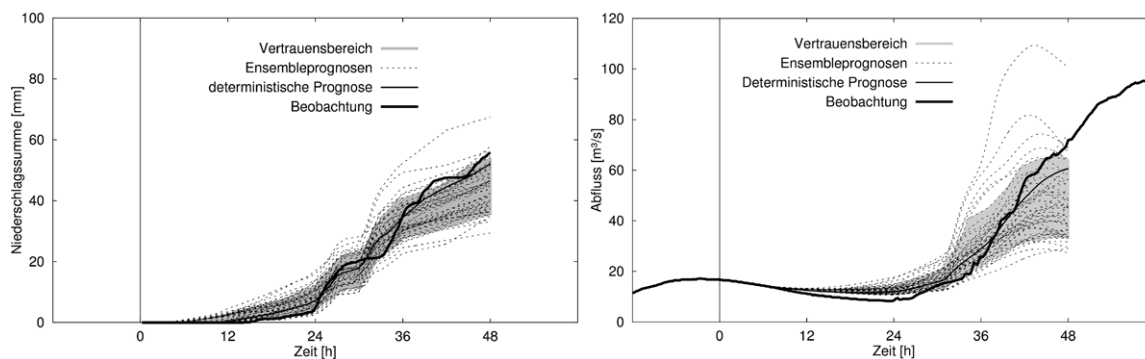 Niederschlagssumme [mm]
100
80
60
40
20
0
Vertrauensbereich
Ensembleprognosen
deterministische Prognose
Beobachtung
0 12 24 36 48
Zeit [h]
Abfluss [m³/s]
120
100
80
60
40
20
0
Vertrauensbereich
Ensembleprognosen
Deterministische Prognose
Beobachtung
0 12 24 36 48
Zeit [h]